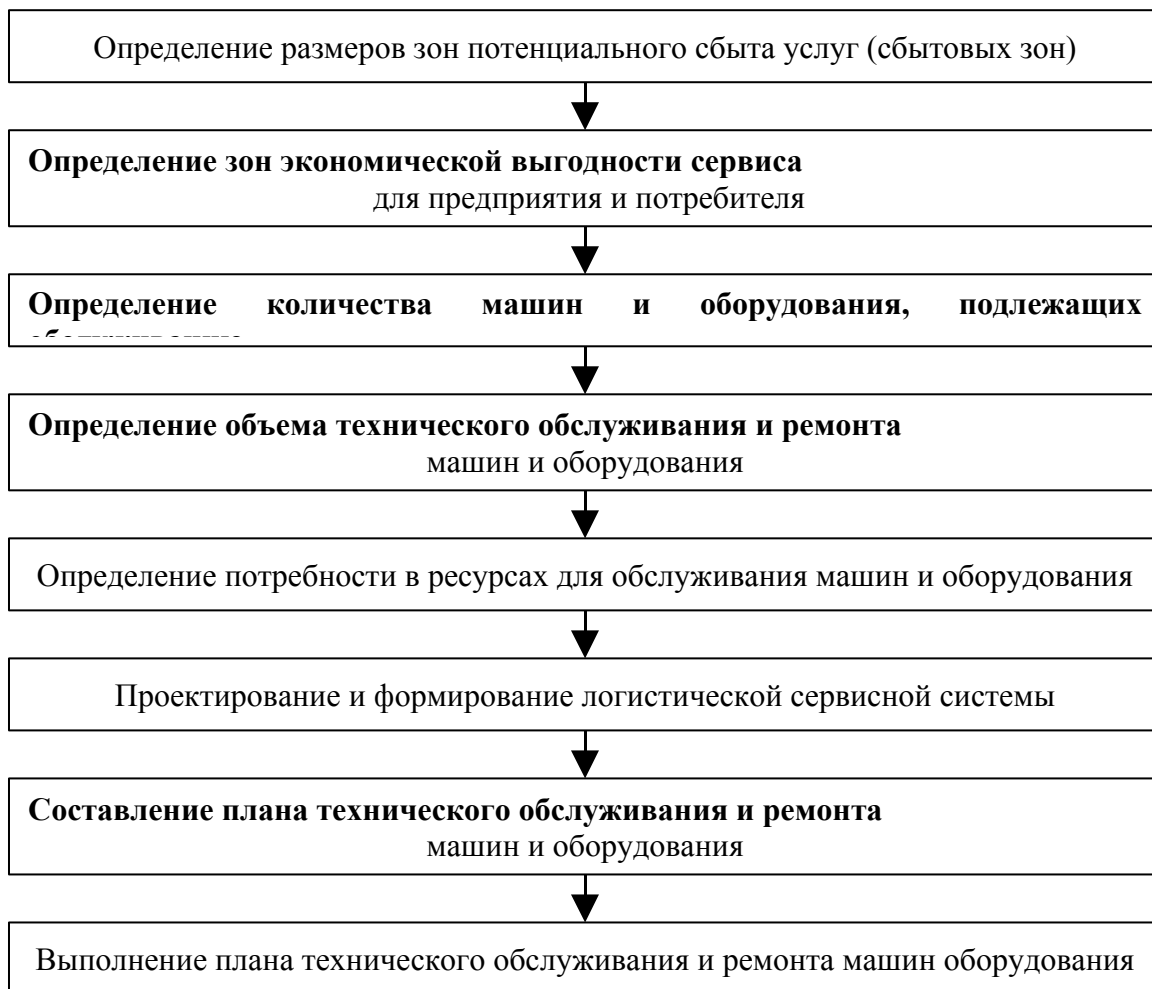 Определение размеров зон потенциального сбыта услуг (сбытовых зон)
Определение зон экономической выгодности сервиса
для предприятия и потребителя
Определение количества машин и оборудования, подлежащих
Определение объема технического обслуживания и ремонта
машин и оборудования
Определение потребности в ресурсах для обслуживания машин и оборудования
Проектирование и формирование логистической сервисной системы
Составление плана технического обслуживания и ремонта
машин и оборудования
Выполнение плана технического обслуживания и ремонта машин оборудования